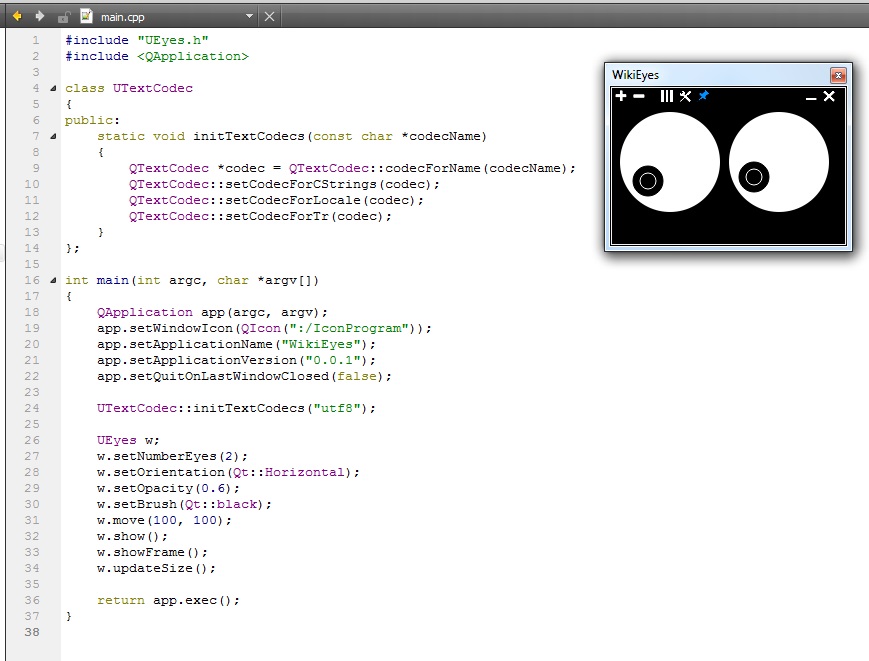 main.cpp
1 #include "UEyes.h"
2 #include <QApplication>
3
4 class UTextCodec
5 {
6 public:
7     static void initTextCodecs(const char *codecName)
8     {
9         QTextCodec *codec = QTextCodec::codecForName(codecName);
10         QTextCodec::setCodecForCStrings(codec);
11         QTextCodec::setCodecForLocale(codec);
12         QTextCodec::setCodecForTr(codec);
13     }
14 };
15
16 int main(int argc, char *argv[])
17 {
18     QApplication app(argc, argv);
19     app.setWindowIcon(QIcon(":/IconProgram"));
20     app.setApplicationName("WikiEyes");
21     app.setApplicationVersion("0.0.1");
22     app.setQuitOnLastWindowClosed(false);
23
24     UTextCodec::initTextCodecs("utf8");
25
26     UEyes w;
27     w.setNumberEyes(2);
28     w.setOrientation(Qt::Horizontal);
29     w.setOpacity(0.6);
30     w.setBrush(Qt::black);
31     w.move(100, 100);
32     w.show();
33     w.showFrame();
34     w.updateSize();
35
36     return app.exec();
37 }
38
WikiEyes